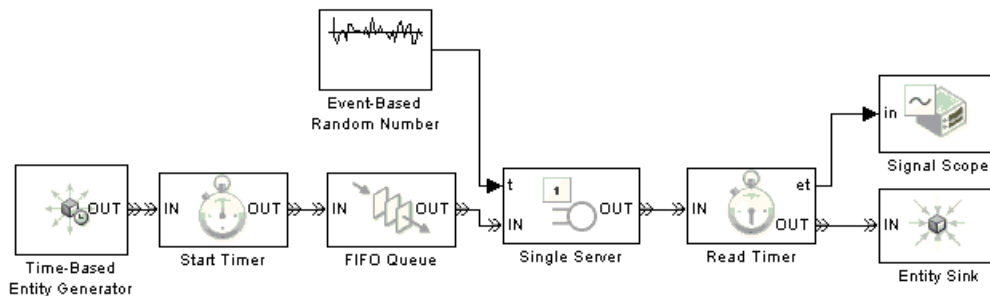 Event-Based
Random Number
in
Signal Scope
OUT
Time-Based
Entity Generator
IN
OUT
Start Timer
IN
OUT
FIFO Queue
t
1
IN
OUT
Single Server
IN
et
OUT
Read Timer
IN
Entity Sink